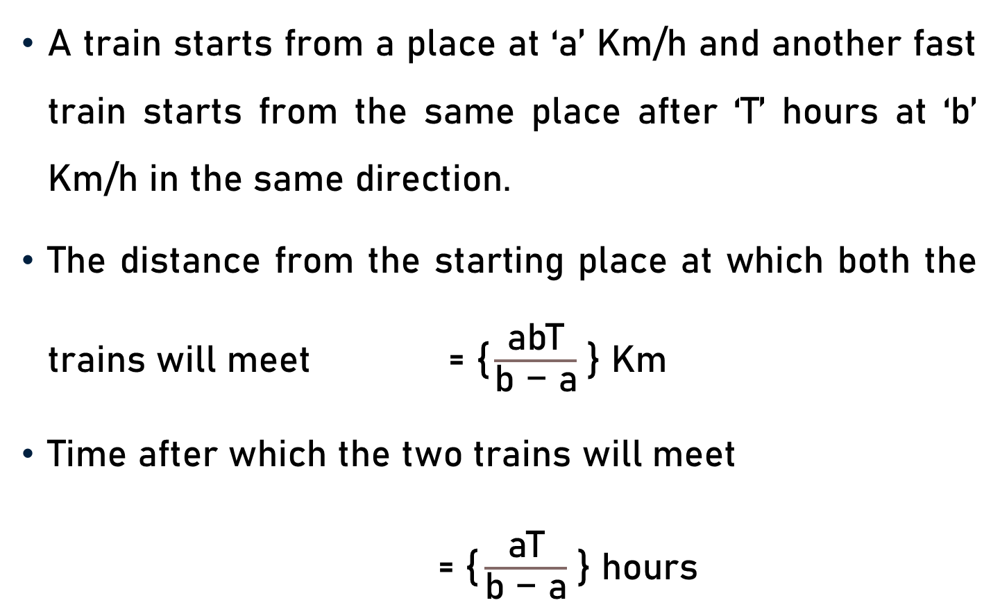 • A train starts from a place at ‘a’ Km/h and another fast
train starts from the same place after ‘T’ hours at ‘b’
Km/h in the same direction.
• The distance from the starting place at which both the
trains will meet = {abT / b − a} Km
• Time after which the two trains will meet
= {aT / b − a} hours